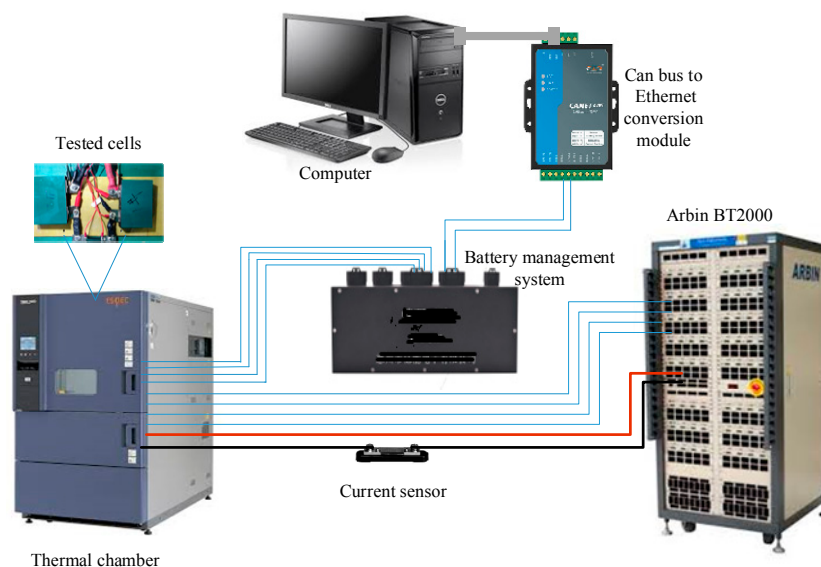 Can bus to
Ethernet
conversion
module
Tested cells
Computer
Arbin BT2000
Battery management
system
espec
ARBIN
Current sensor
Thermal chamber